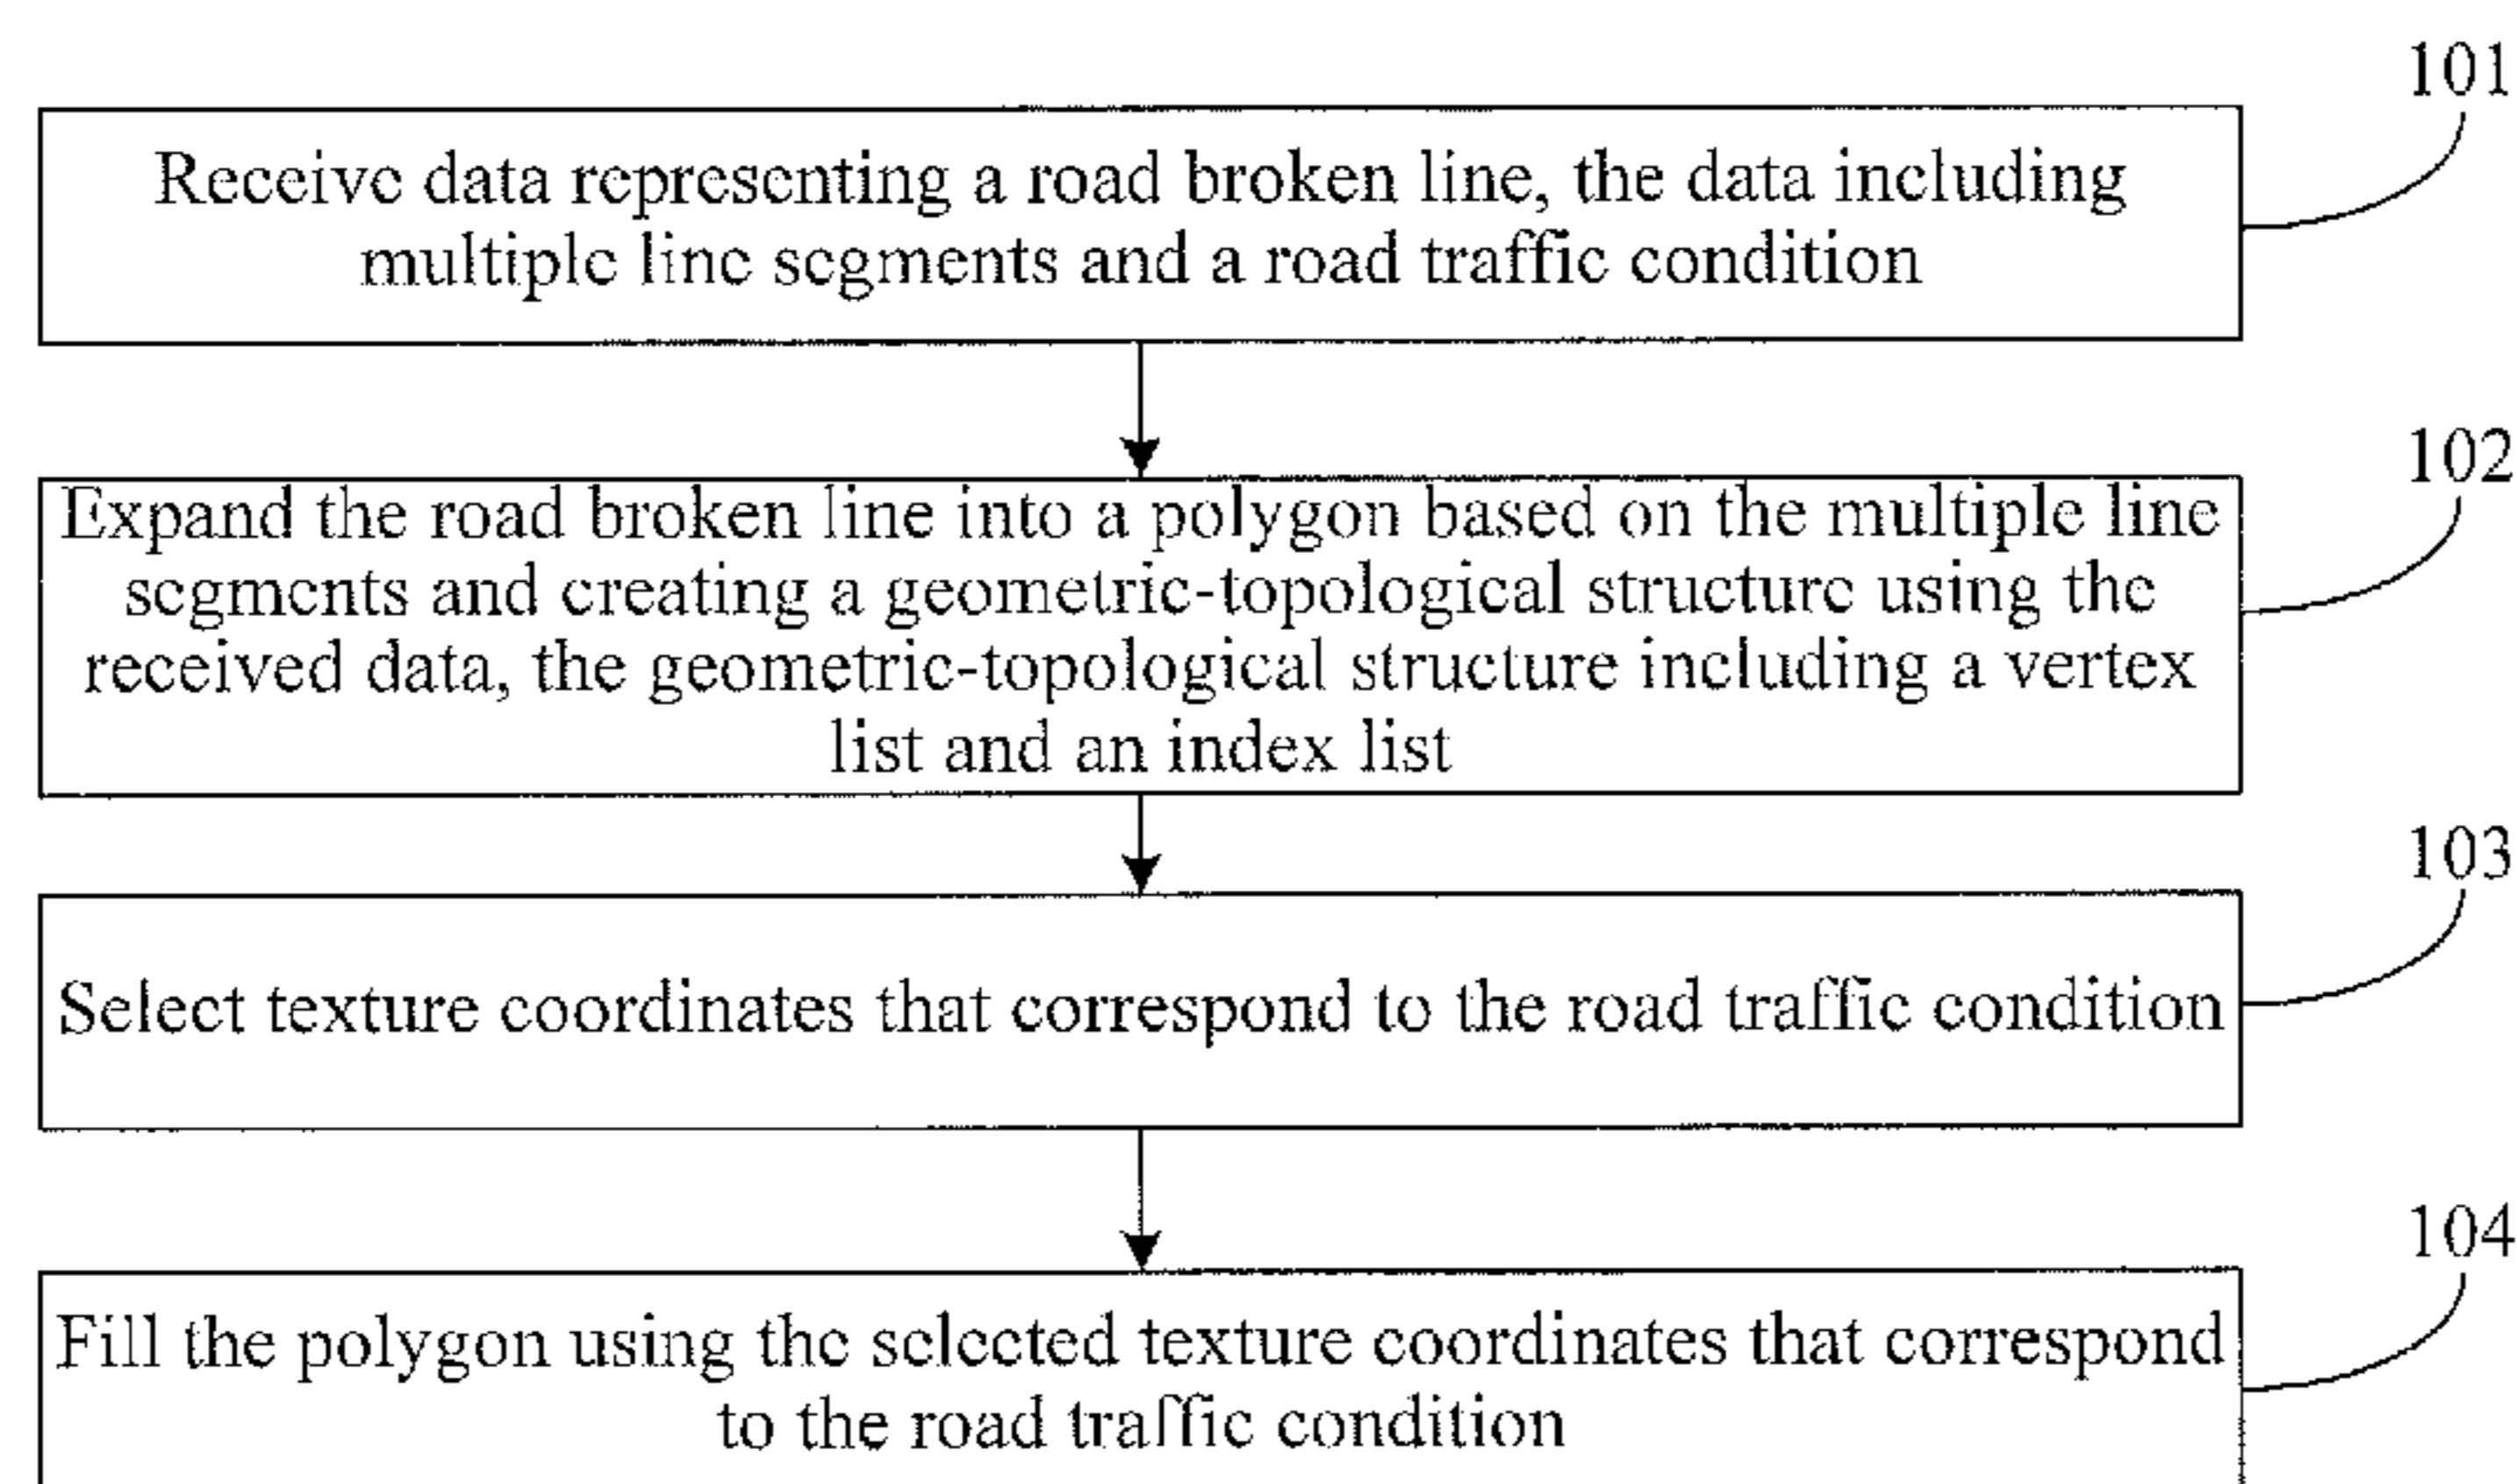 101
Receive data representing a road broken line, the data including
multiple line segments and a road traffic condition
102
Expand the road broken line into a polygon based on the multiple line
segments and creating a geometric-topological structure using the
received data, the geometric-topological structure including a vertex
list and an index list
103
Select texture coordinates that correspond to the road traffic condition
104
Fill the polygon using the selected texture coordinates that correspond
to the road traffic condition